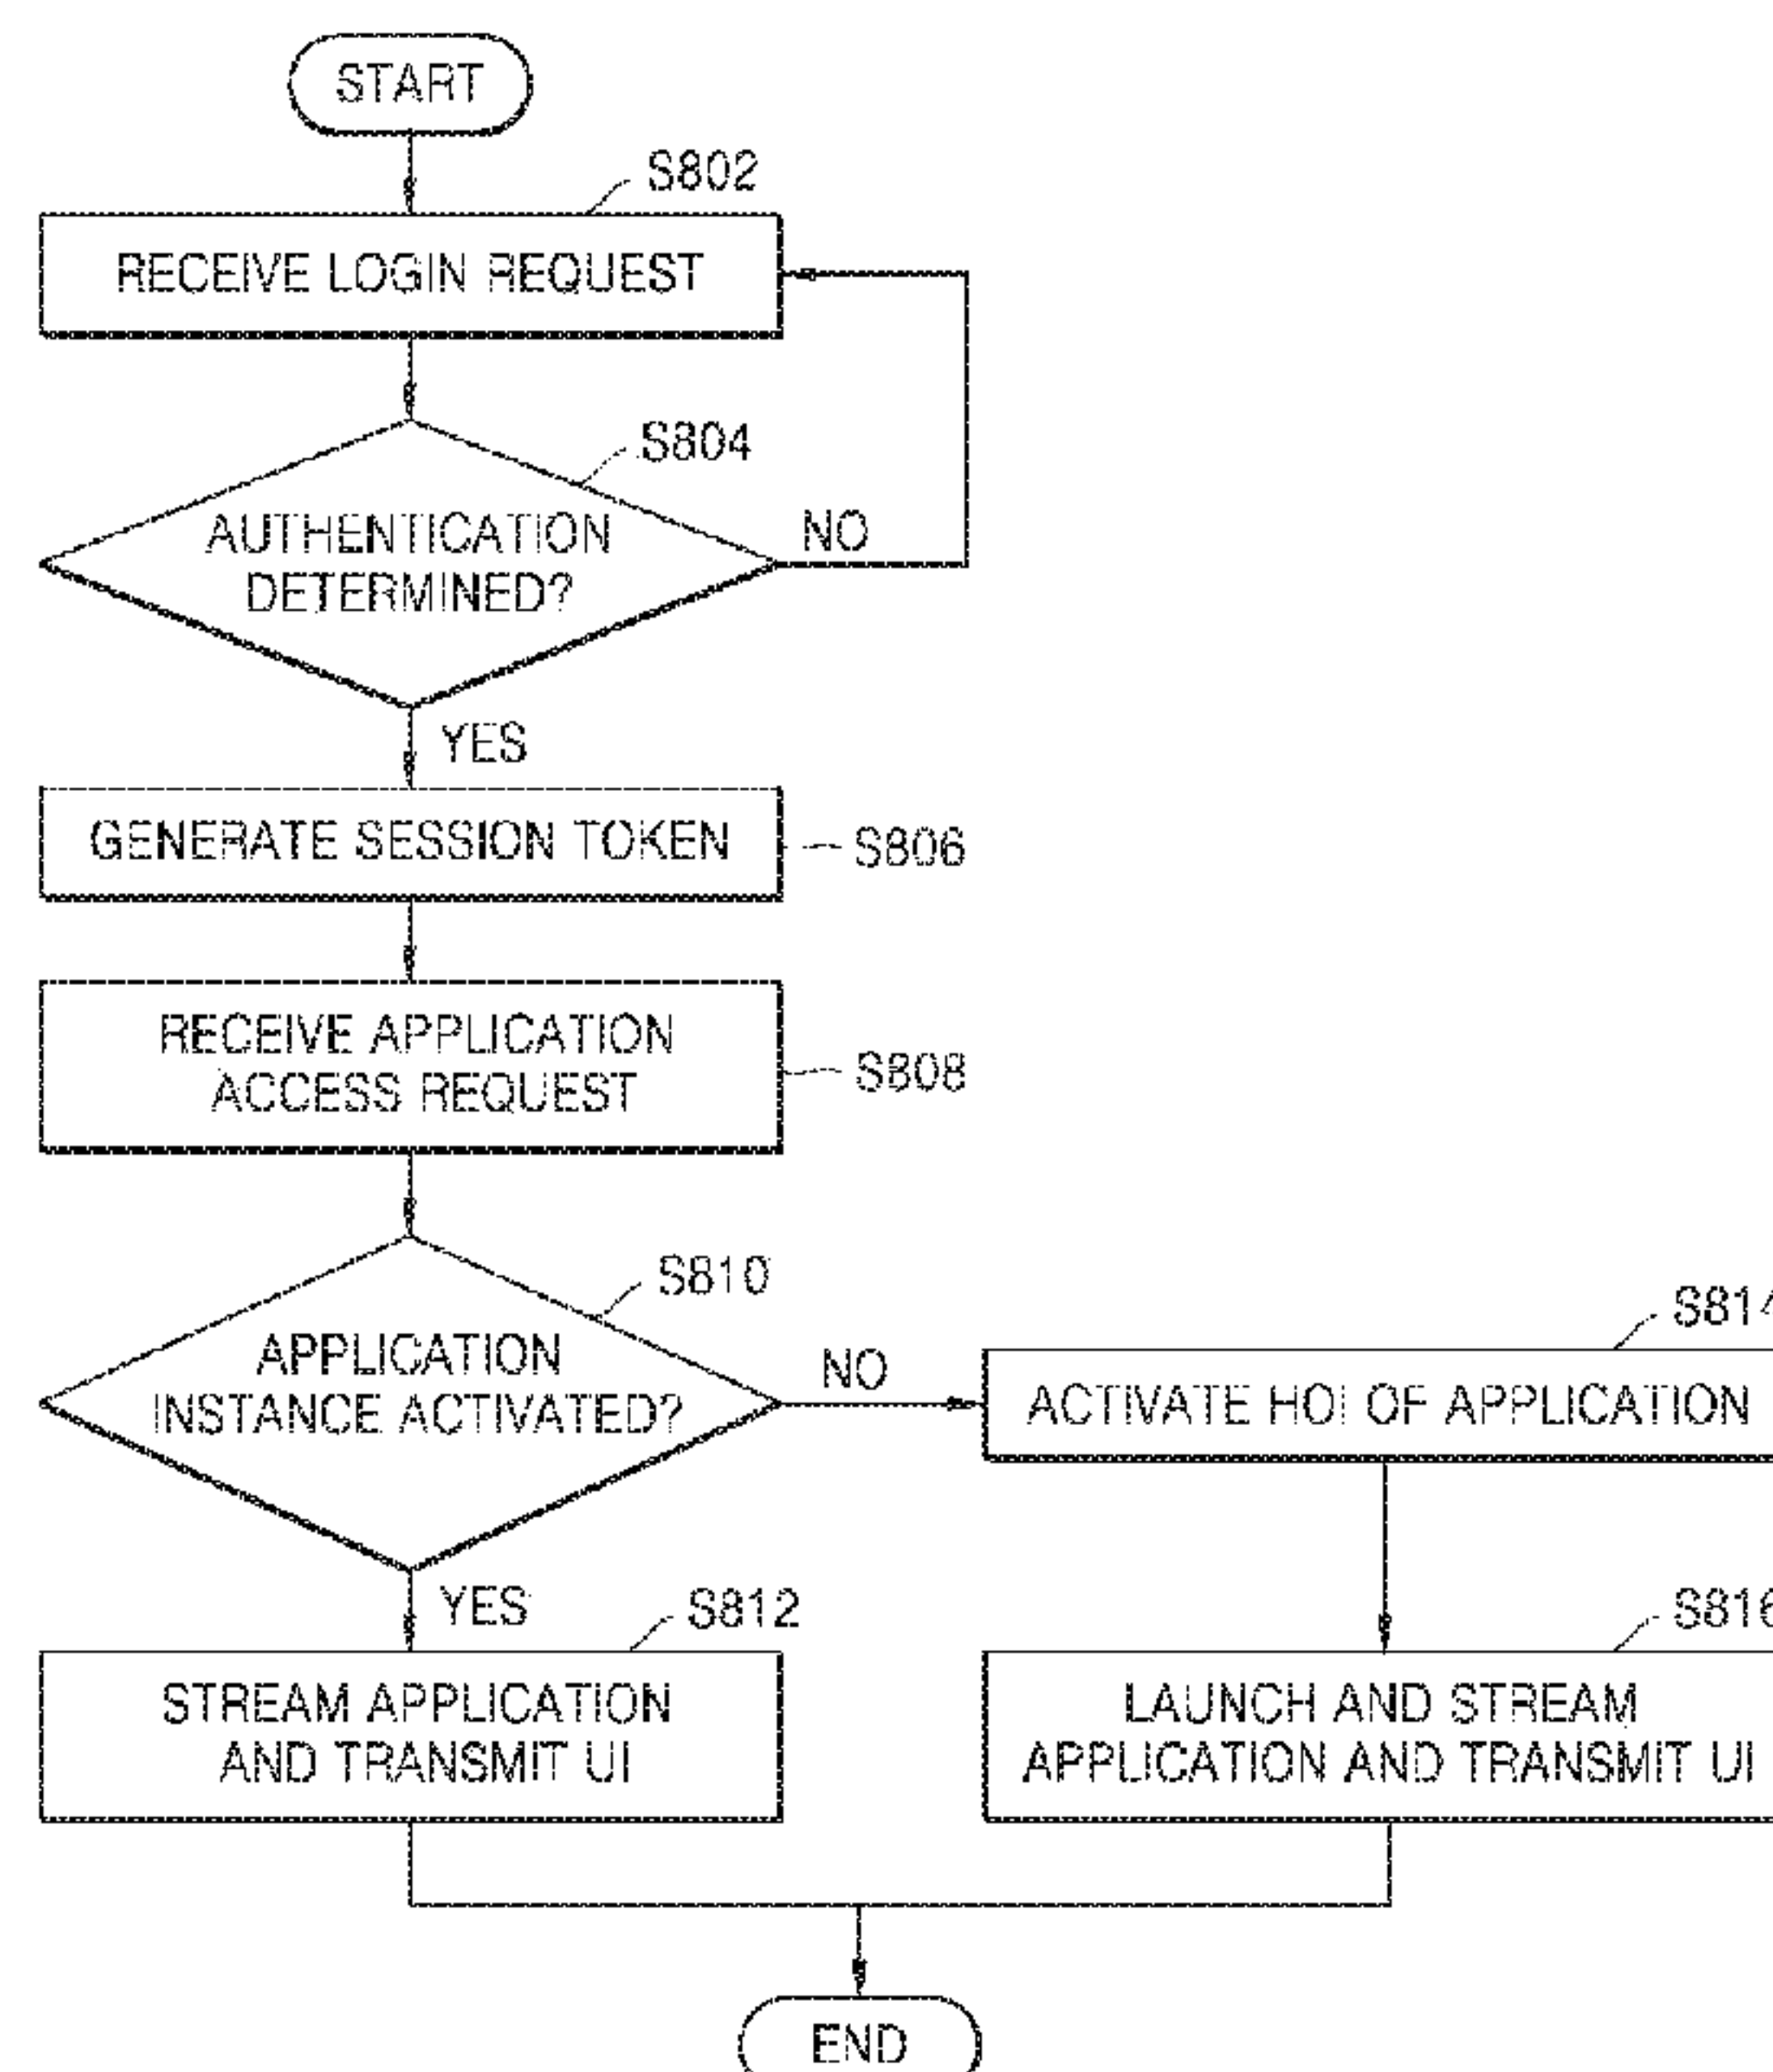 START
S802
RECEIVE LOGIN REQUEST
S804
AUTHENTICATION
DETERMINED?
NO
YES
GENERATE SESSION TOKEN
S806
RECEIVE APPLICATION
ACCESS REQUEST
S808
S810
APPLICATION
INSTANCE ACTIVATED?
NO
S814
ACTIVATE HOI OF APPLICATION
YES
S812
STREAM APPLICATION
AND TRANSMIT UI
S816
LAUNCH AND STREAM
APPLICATION AND TRANSMIT UI
END